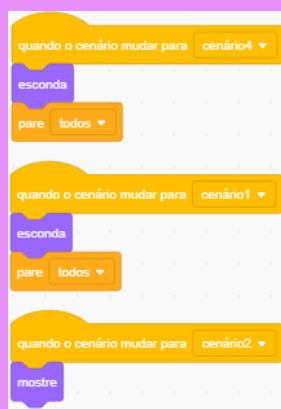 quando o cenário mudar para cenário4
esconda
pare todos
quando o cenário mudar para cenário1
esconda
pare todos
quando o cenário mudar para cenário2
mostre